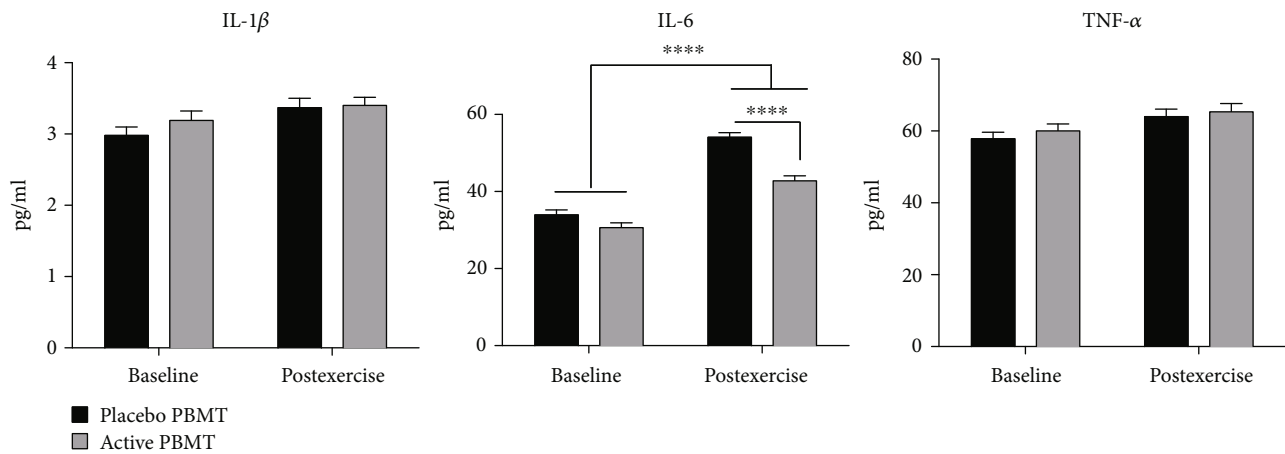 IL-1β
pg/ml
4
3
2
1
0
Baseline
Postexercise
IL-6
pg/ml
60
40
20
0
****
****
Baseline
Postexercise
TNF-α
pg/ml
80
60
40
20
0
Baseline
Postexercise
Placebo PBMT
Active PBMT